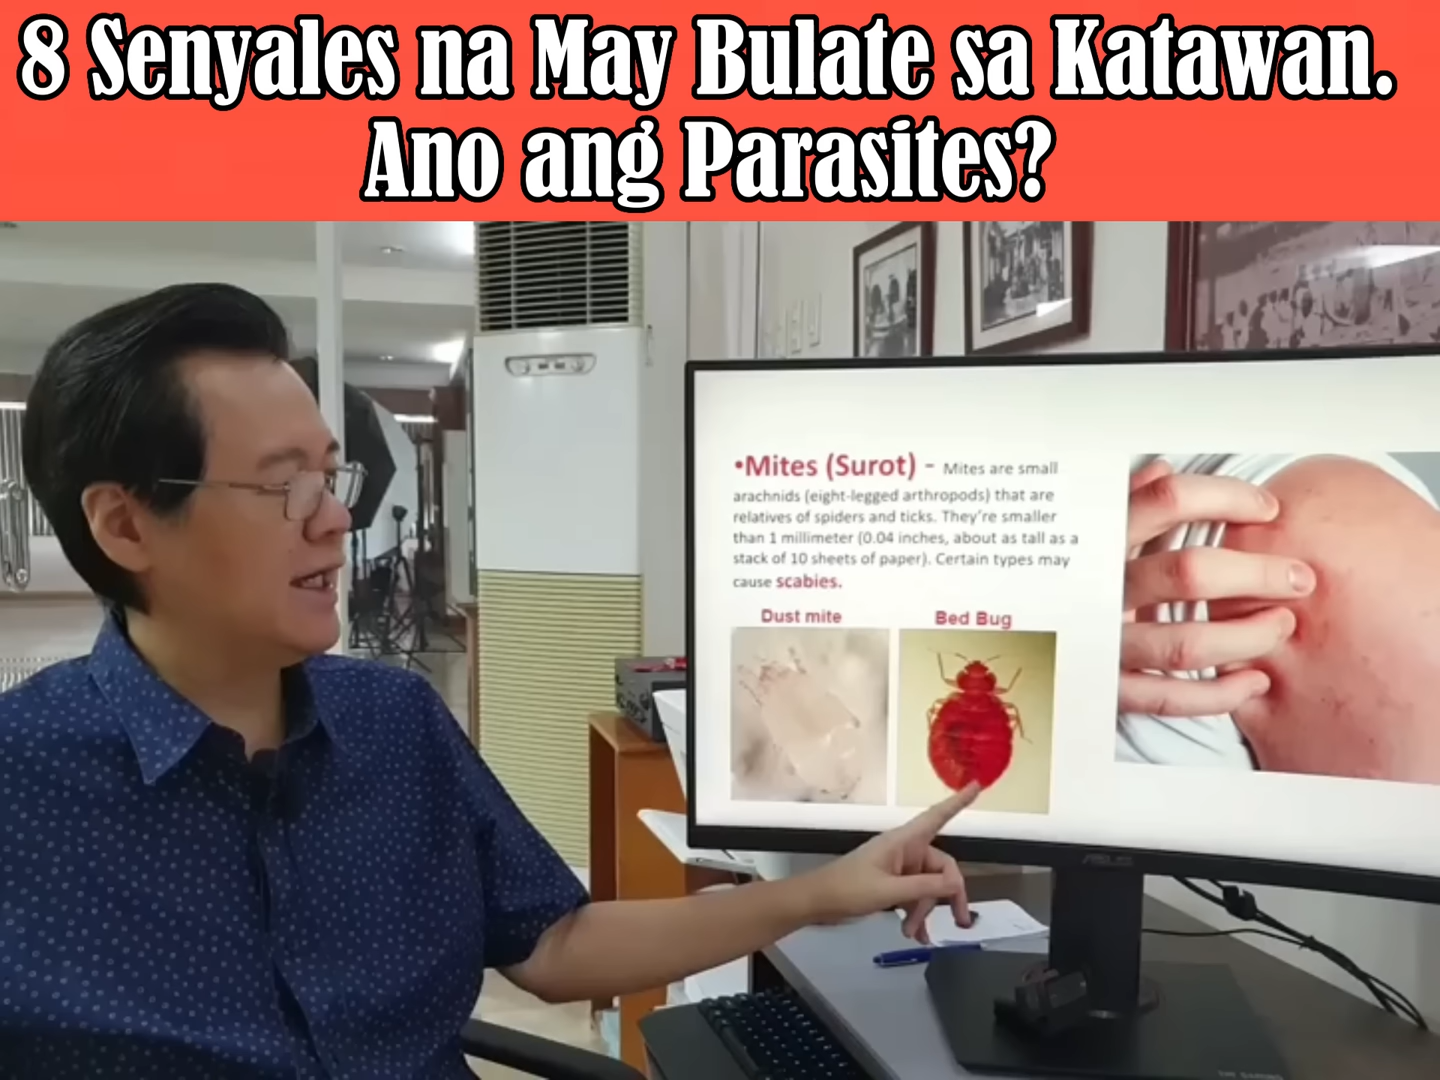 8 Senyales na May Bulate sa Katawan.
Ano ang Parasites?
•Mites (Surot) - Mites are small
arachnids (eight-legged arthropods) that are
relatives of spiders and ticks. They're smaller
than 1 millimeter (0.04 inches, about as tall as a
stack of 10 sheets of paper). Certain types may
cause scabies.
Dust mite
Bed Bug
ASUS